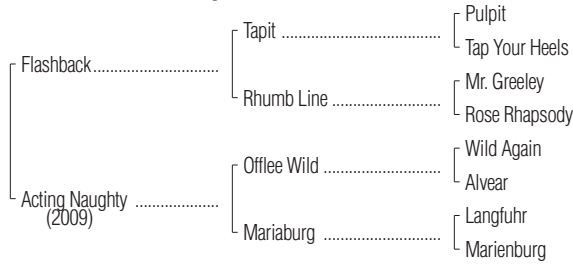 Pulpit
Tapit ..................................
Tap Your Heels
Flashback...........................
Mr. Greeley
Rhumb Line ........................
Rose Rhapsody
Wild Again
Offlee Wild .........................
Alvear
Acting Naughty ..................
(2009)
Langfuhr
Mariaburg ...........................
Marienburg